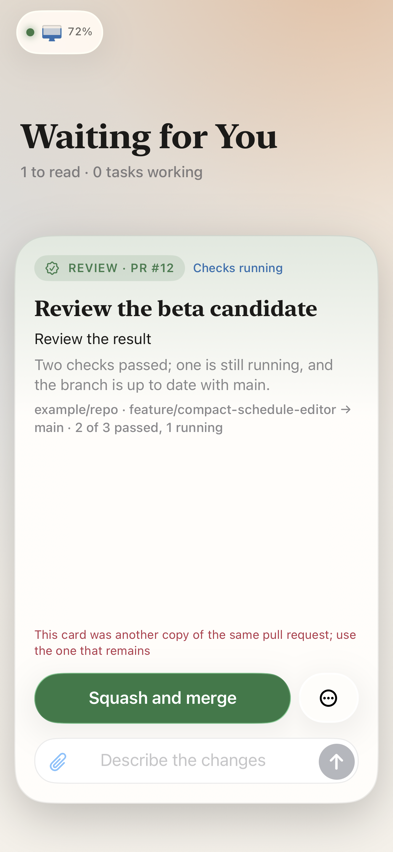 72%
Waiting for You
1 to read · 0 tasks working
REVIEW · PR #12 Checks running
Review the beta candidate
Review the result
Two checks passed; one is still running, and
the branch is up to date with main.
example/repo · feature/compact-schedule-editor →
main · 2 of 3 passed, 1 running
This card was another copy of the same pull request; use
the one that remains
Squash and merge
Describe the changes